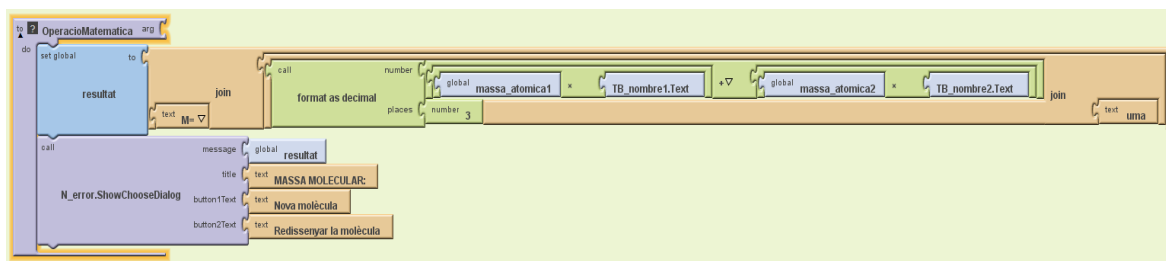 to ? OperacioMatematica arg
do set global to
resultat
join
text M=
call number global massa_atomica1 × TB_nombre1.Text + global massa_atomica2 × TB_nombre2.Text
format as decimal
places number 3
join
text uma
call message global resultat
title text MASSA MOLECULAR:
N_error.ShowChooseDialog button1Text text Nova molècula
button2Text text Redissenyar la molècula